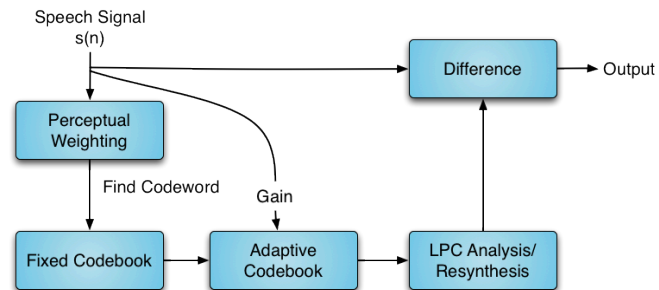 Speech Signal
s(n)
Difference
Output
Perceptual
Weighting
Find Codeword
Gain
Fixed Codebook
Adaptive
Codebook
LPC Analysis/
Resynthesis